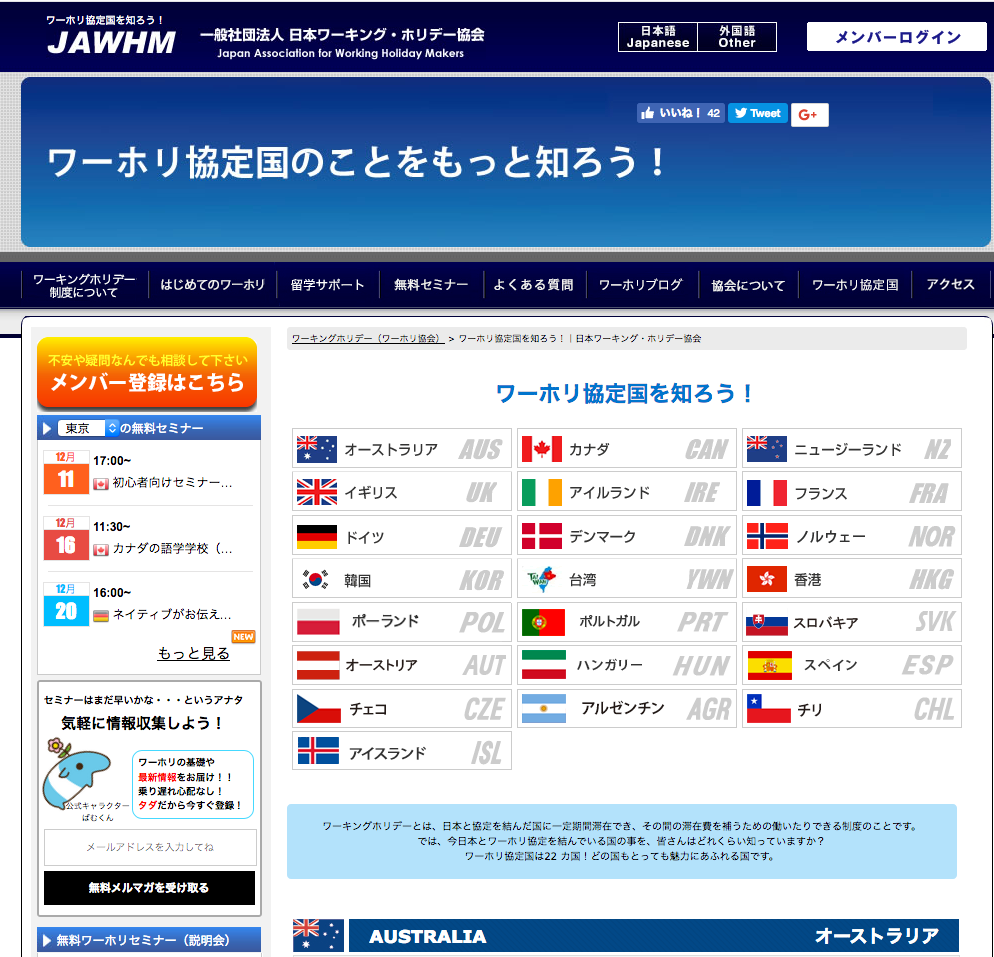 ワーホリ協定国を知ろう！
JAWHM
一般社団法人 日本ワーキング・ホリデー協会
Japan Association for Working Holiday Makers
日本語
Japanese
外国語
Other
メンバーログイン
いいね！ 42
Tweet
G+
ワーホリ協定国のことをもっと知ろう！
ワーキングホリデー
制度について
はじめてのワーホリ
留学サポート
無料セミナー
よくある質問
ワーホリブログ
協会について
ワーホリ協定国
アクセス
不安や疑問なんでも相談して下さい
メンバー登録はこちら
東京 の無料セミナー
12月
11
17:00~
初心者向けセミナー…
12月
16
11:30~
カナダの語学学校（…
12月
20
16:00~
ネイティブがお伝え…
NEW
もっと見る
セミナーはまだ早いかな・・・というアナタ
気軽に情報収集しよう！
ワーホリの基礎や
最新情報をお届け！！
乗り遅れ心配なし！
タダだから今すぐ登録！
公式キャラクター
ぱむくん
メールアドレスを入力してね
無料メルマガを受け取る
無料ワーホリセミナー（説明会）
ワーキングホリデー（ワーホリ協会） > ワーホリ協定国を知ろう！｜日本ワーキング・ホリデー協会
ワーホリ協定国を知ろう！
オーストラリア AUS
カナダ CAN
ニュージーランド NZ
イギリス UK
アイルランド IRE
フランス FRA
ドイツ DEU
デンマーク DNK
ノルウェー NOR
韓国 KOR
TAIWAN 台湾 YWN
香港 HKG
ポーランド POL
ポルトガル PRT
スロバキア SVK
オーストリア AUT
ハンガリー HUN
スペイン ESP
チェコ CZE
アルゼンチン AGR
チリ CHL
アイスランド ISL
ワーキングホリデーとは、日本と協定を結んだ国に一定期間滞在でき、その間の滞在費を補うための働いたりできる制度のことです。
では、今日本とワーホリ協定を結んでいる国の事を、皆さんはどれくらい知っていますか？
ワーホリ協定国は22 カ国！どの国もとっても魅力にあふれる国です。
AUSTRALIA オーストラリア